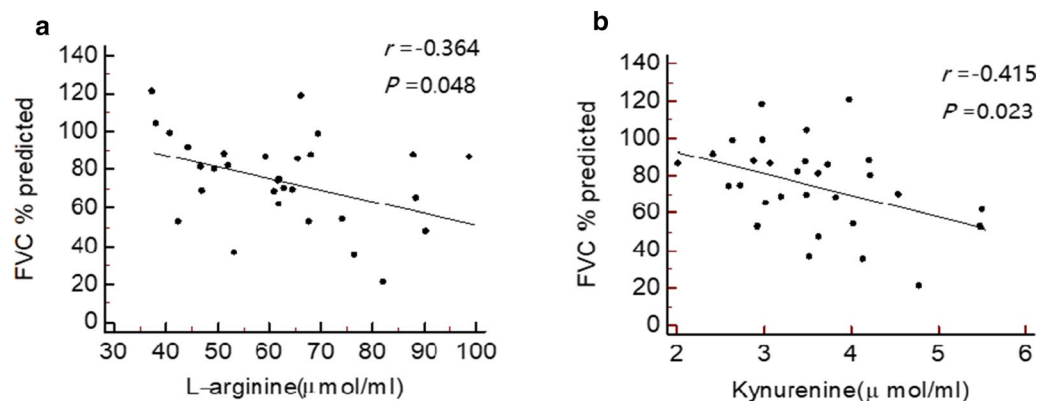 a
r =-0.364
P =0.048
FVC % predicted
140
120
100
80
60
40
20
0
30 40 50 60 70 80 90 100
L-arginine(μmol/ml)
b
r =-0.415
P =0.023
FVC % predicted
140
120
100
80
60
40
20
0
2 3 4 5 6
Kynurenine(μ mol/ml)